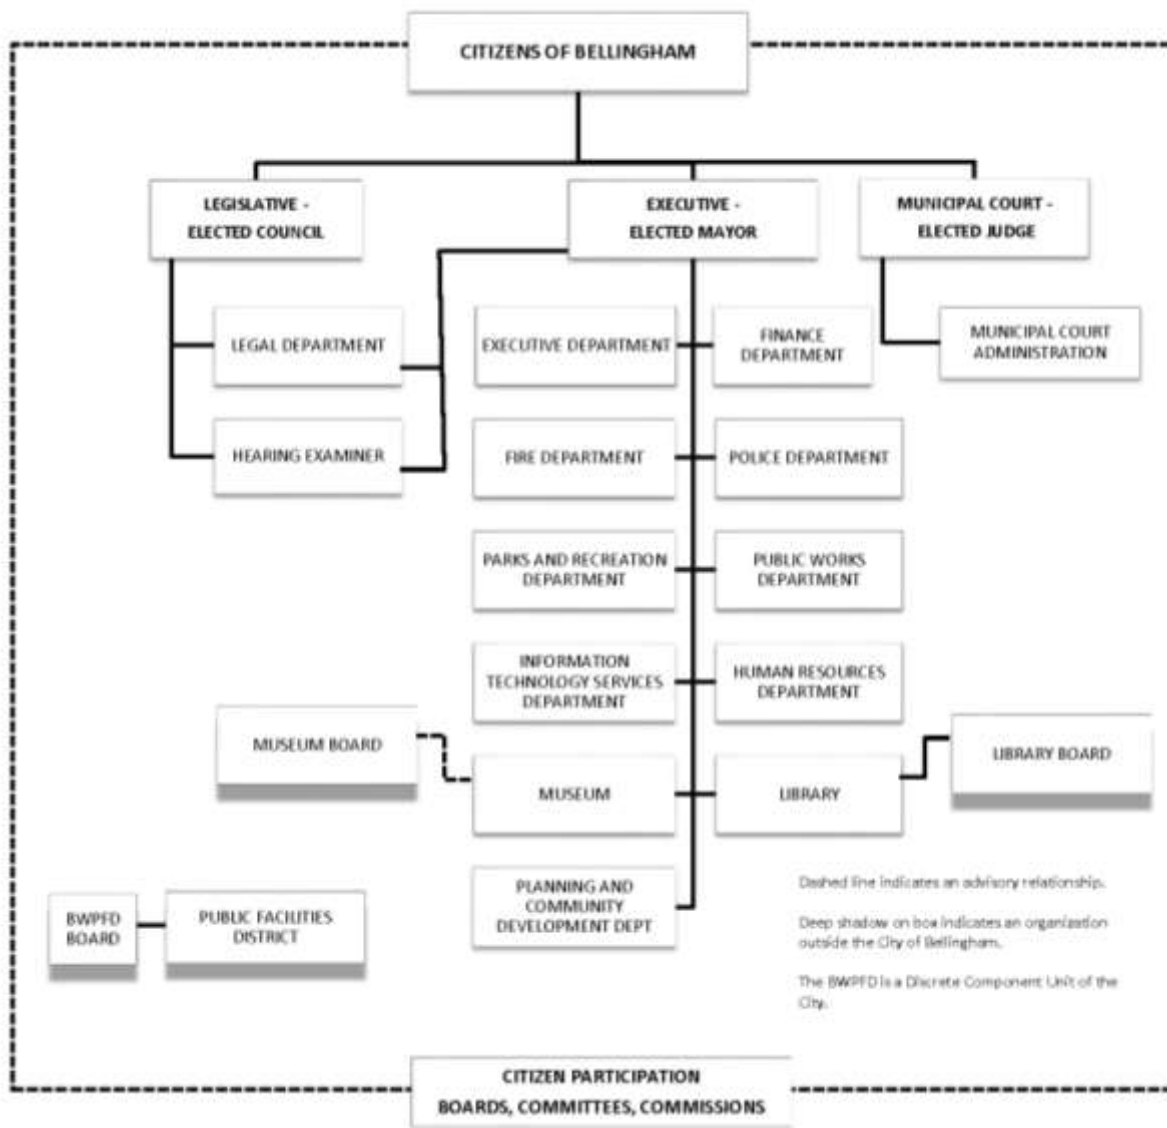 CITIZENS OF BELLINGHAM
LEGISLATIVE -
ELECTED COUNCIL
EXECUTIVE -
ELECTED MAYOR
MUNICIPAL COURT -
ELECTED JUDGE
LEGAL DEPARTMENT
EXECUTIVE DEPARTMENT
FINANCE
DEPARTMENT
MUNICIPAL COURT
ADMINISTRATION
HEARING EXAMINER
FIRE DEPARTMENT
POLICE DEPARTMENT
PARKS AND RECREATION
DEPARTMENT
PUBLIC WORKS
DEPARTMENT
INFORMATION
TECHNOLOGY SERVICES
DEPARTMENT
HUMAN RESOURCES
DEPARTMENT
MUSEUM BOARD
MUSEUM
LIBRARY
LIBRARY BOARD
PLANNING AND
COMMUNITY
DEVELOPMENT DEPT
BWPFD
BOARD
PUBLIC FACILITIES
DISTRICT
Dashed line indicates an advisory relationship.
Deep shadow on box indicates an organization
outside the City of Bellingham.
The BWPFD is a Discrete Component Unit of the
City.
CITIZEN PARTICIPATION
BOARDS, COMMITTEES, COMMISSIONS